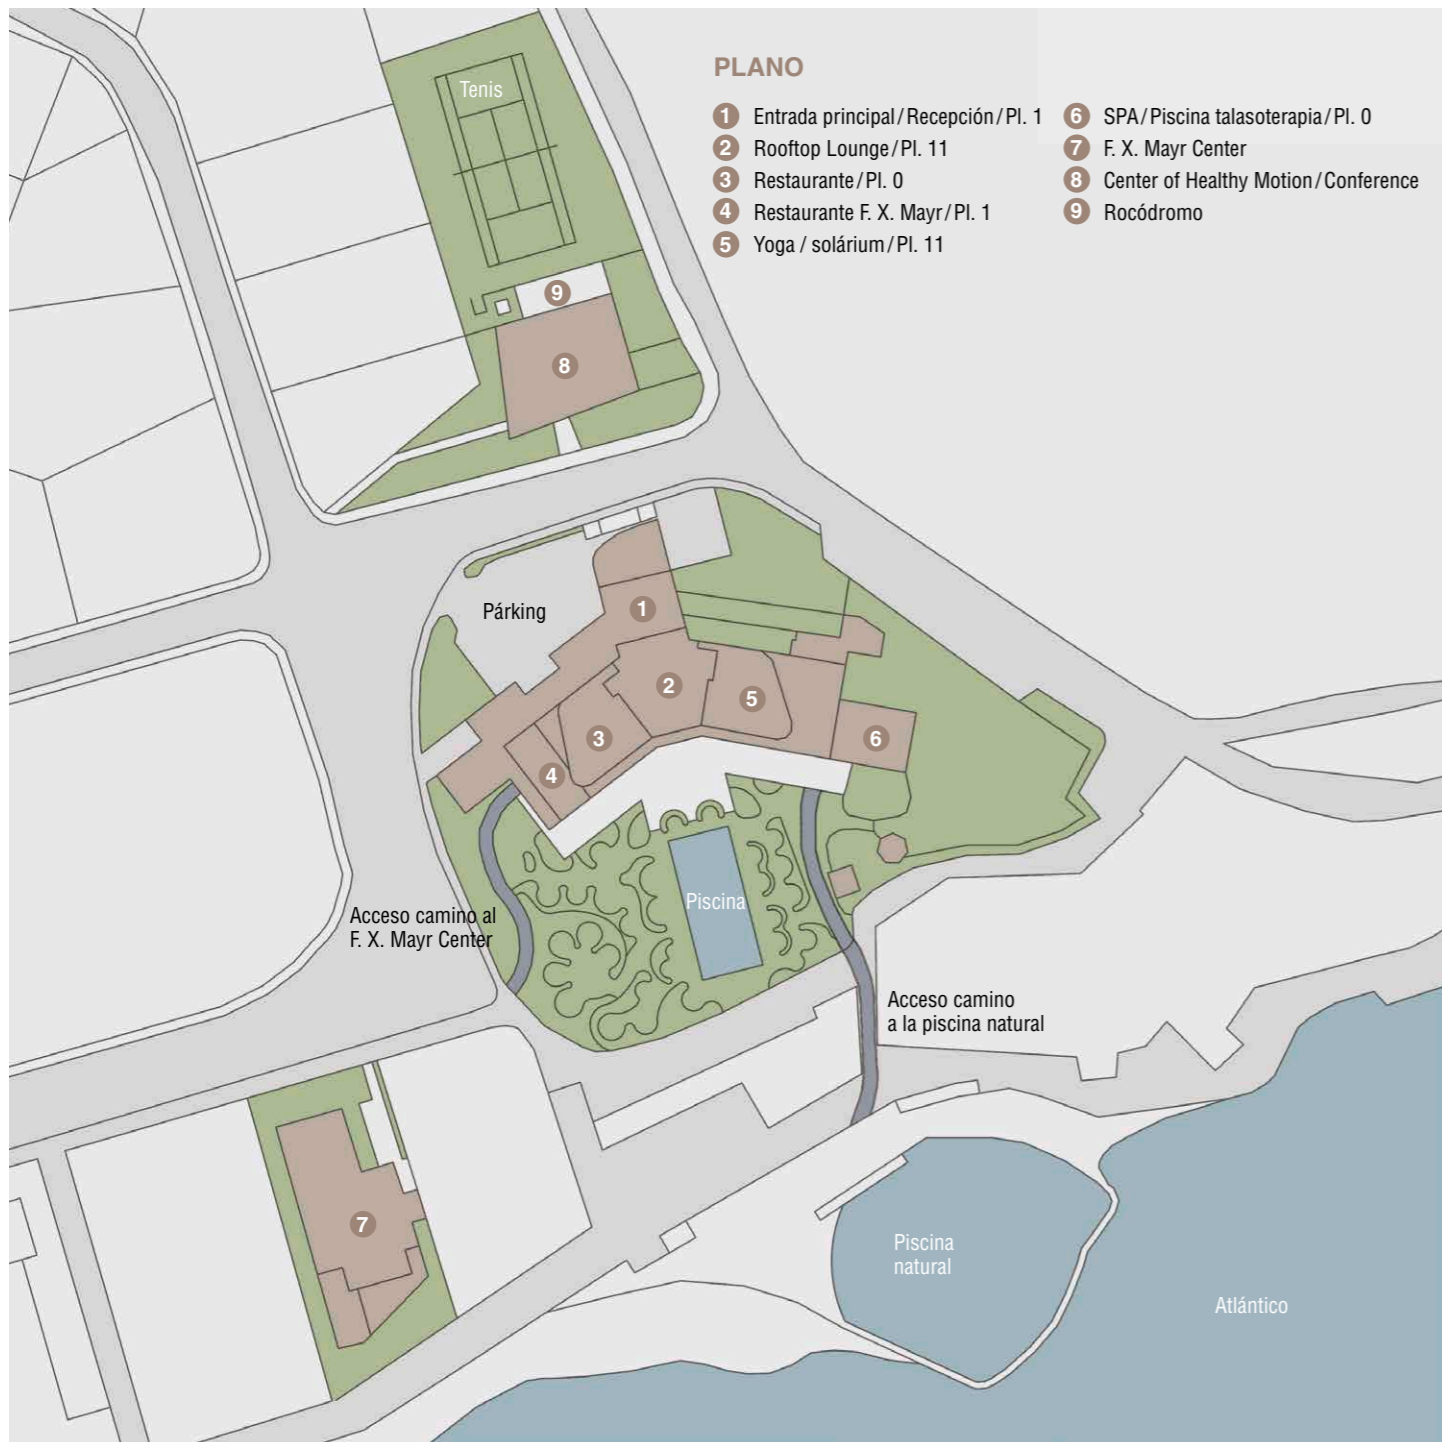 PLANO
1 Entrada principal/Recepción/Pl. 1
2 Rooftop Lounge/Pl. 11
3 Restaurante/Pl. 0
4 Restaurante F. X. Mayr/Pl. 1
5 Yoga / solárium/Pl. 11
6 SPA/Piscina talasoterapia/Pl. 0
7 F. X. Mayr Center
8 Center of Healthy Motion/Conference
9 Rocódromo
Tenis
9
8
Párking
1
2
5
3
6
4
Piscina
Acceso camino al
F. X. Mayr Center
Acceso camino
a la piscina natural
7
Piscina
natural
Atlántico